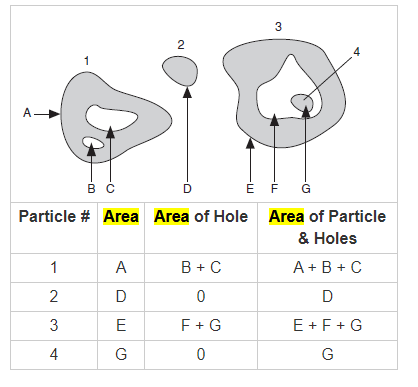 1
2
3
4
A
B C D E F G
Particle # Area Area of Hole Area of Particle
& Holes
1 A B + C A + B + C
2 D 0 D
3 E F + G E + F + G
4 G 0 G